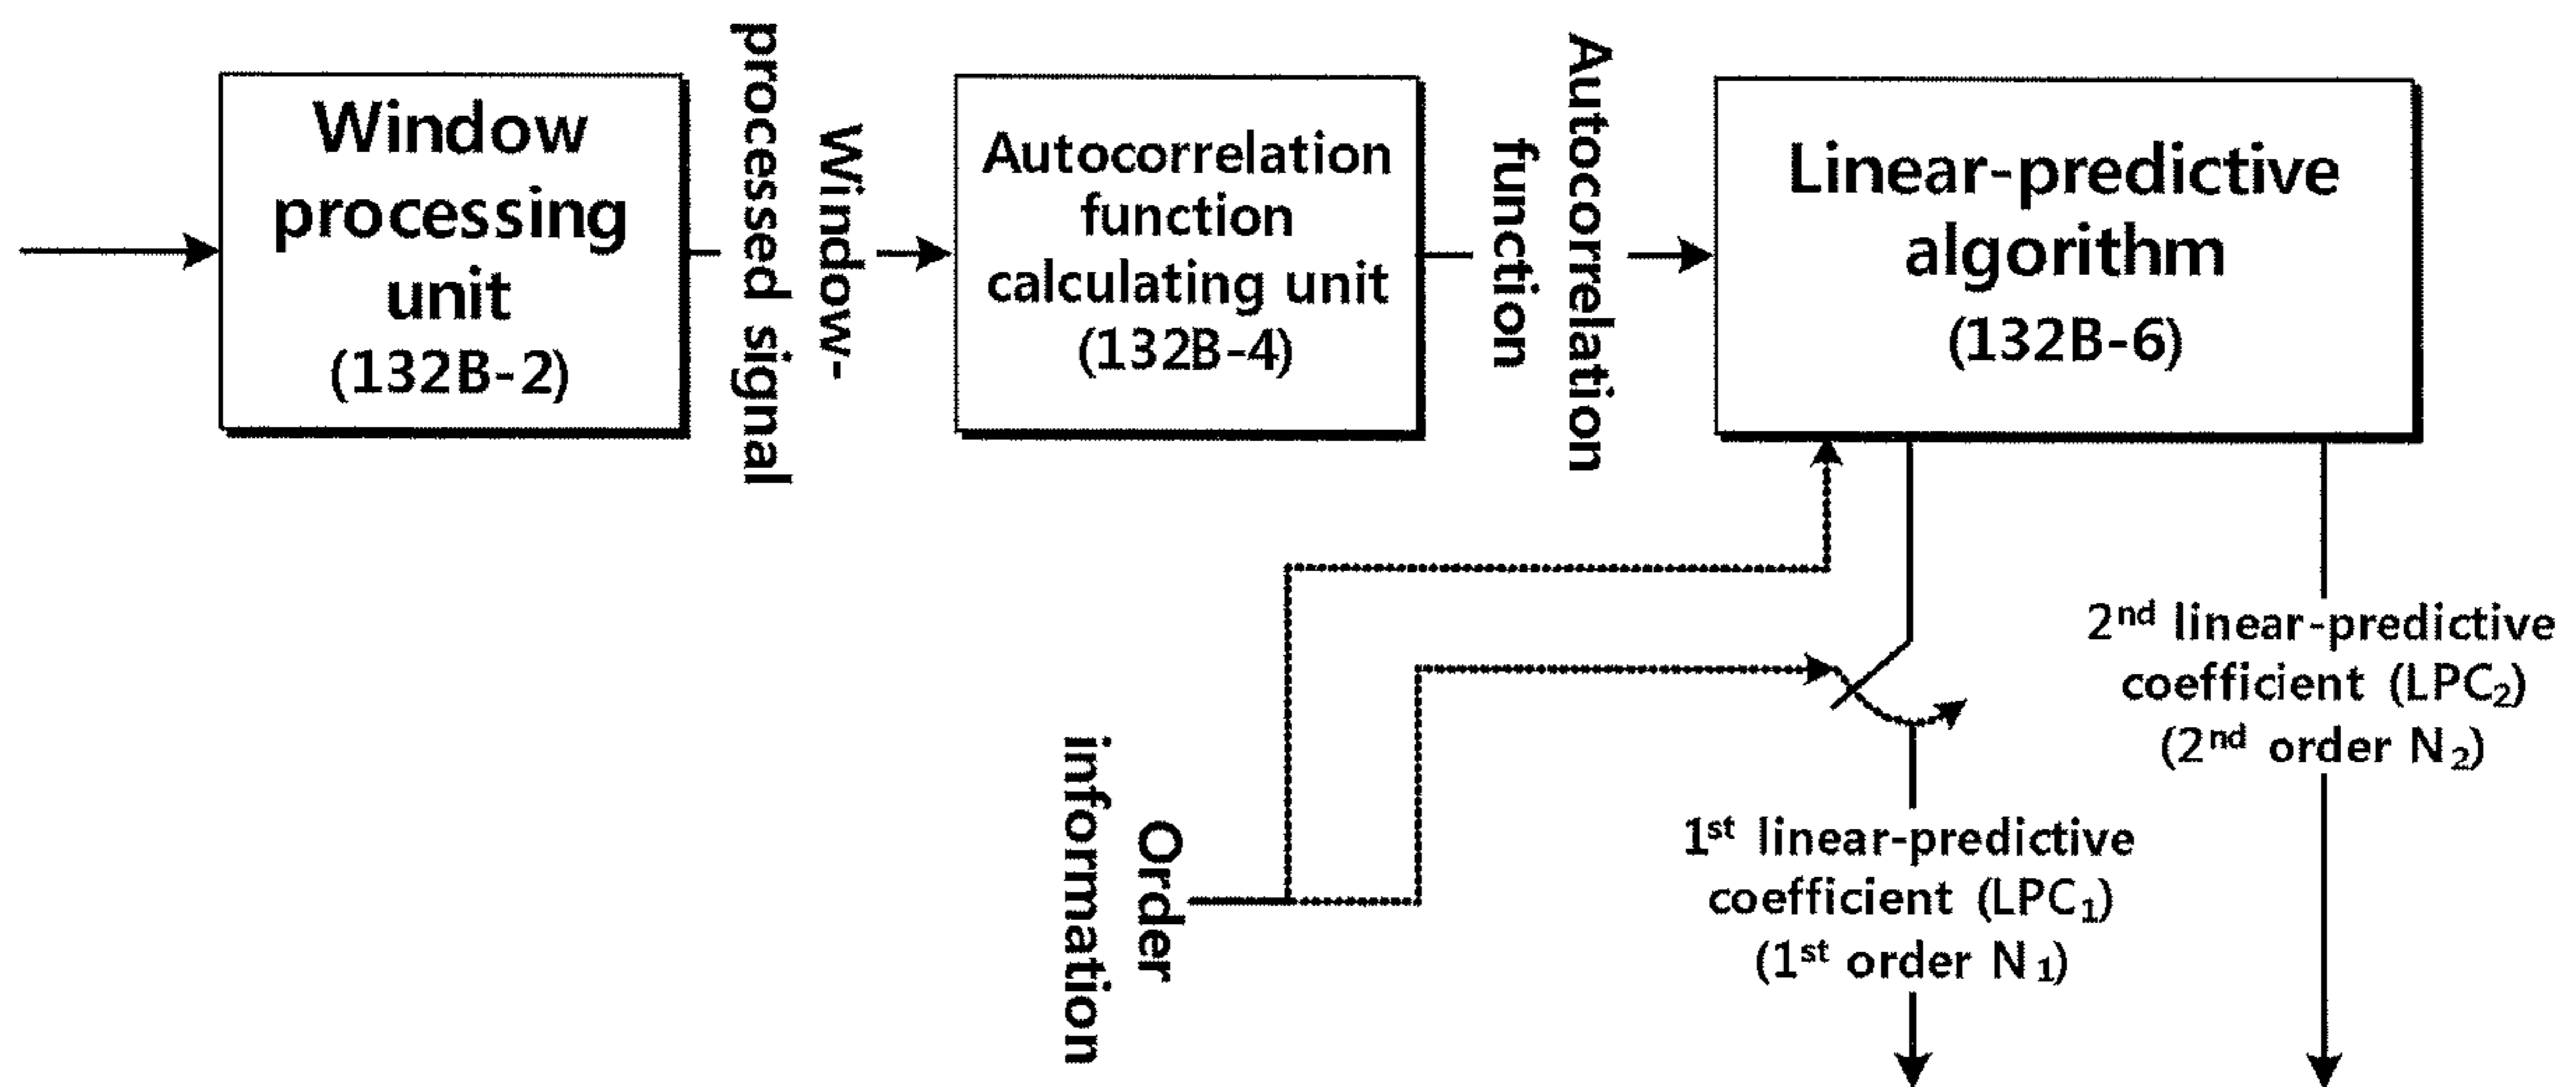 Window
processing
unit
(132B-2)
Window-
processed signal
Autocorrelation
function
calculating unit
(132B-4)
Autocorrelation
function
Linear-predictive
algorithm
(132B-6)
Order
information
1st linear-predictive
coefficient (LPC1)
(1st order N1)
2nd linear-predictive
coefficient (LPC2)
(2nd order N2)